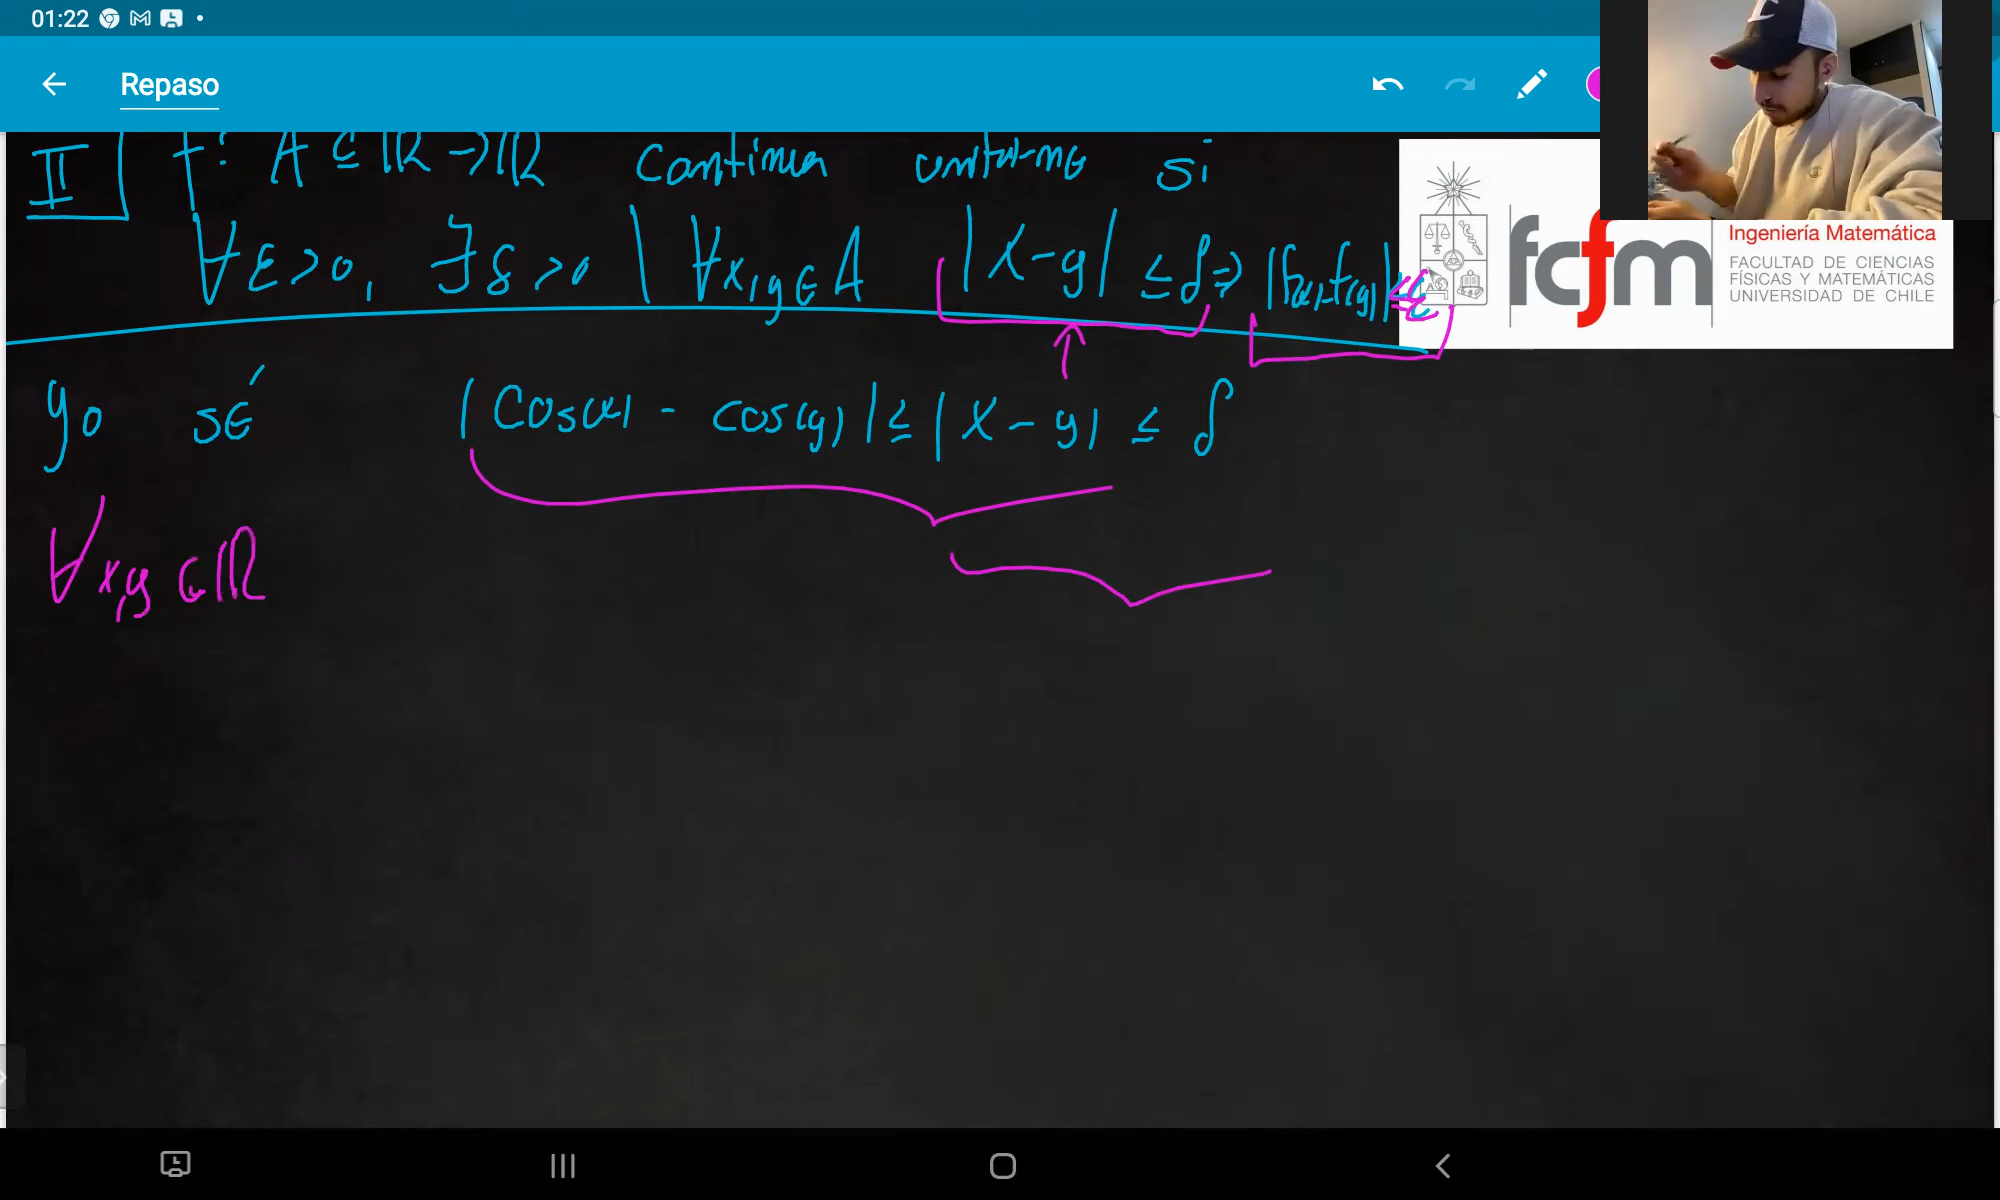 01:22
Repaso
II f: A ⊆ ℝ → ℝ continua uniforme si
∀ε>0, ∃δ>0 | ∀x,y∈A |x-y| ≤ δ ⇒ |f(x)-f(y)| ≤ ε
fcfm
Ingeniería Matemática
FACULTAD DE CIENCIAS
FÍSICAS Y MATEMÁTICAS
UNIVERSIDAD DE CHILE
yo sé |cos(x) - cos(y)| ≤ |x-y| ≤ δ
∀x,y∈ℝ